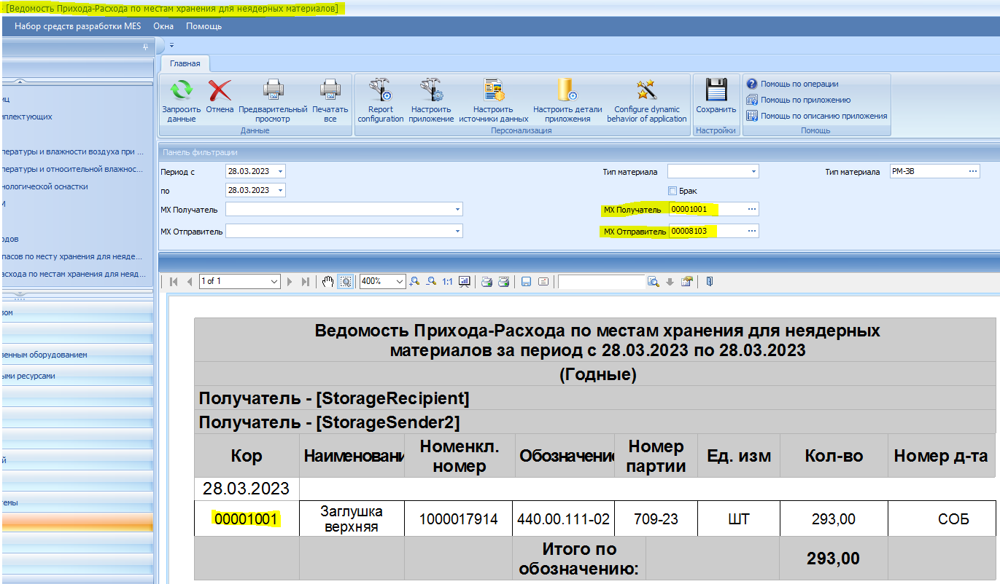 - [Ведомость Прихода-Расхода по местам хранения для неядерных материалов]
Набор средств разработки MES Окна Помощь
Главная
Запросить данные
Отмена
Предварительный просмотр
Печатать все
Данные
Report configuration
Настроить приложение
Настроить источники данных
Настроить детали приложения
Configure dynamic behavior of application
Персонализация
Сохранить
Настройки
Помощь по операции
Помощь по приложению
Помощь по описанию приложения
Помощь
иц
мплектующих
пературы и влажности воздуха при ...
пературы и относительной влажнос...
нологической оснастки
М
одов
пасов по месту хранения для неяде...
асхода по местам хранения для неяд...
вом
венным оборудованием
ыми ресурсами
й
темы
Панель фильтрации
Период с 28.03.2023 Тип материала Тип материала РМ-ЗВ ...
по 28.03.2023 Брак
МХ Получатель МХ Получатель 00001001 ...
МХ Отправитель МХ Отправитель 00008103 ...
1 of 1 400% 1:1
Ведомость Прихода-Расхода по местам хранения для неядерных
материалов за период с 28.03.2023 по 28.03.2023
(Годные)
Получатель - [StorageRecipient]
Получатель - [StorageSender2]
Кор Наименовани Номенкл. номер Обозначение Номер партии Ед. изм Кол-во Номер д-та
28.03.2023
00001001 Заглушка верхняя 1000017914 440.00.111-02 709-23 ШТ 293,00 СОБ
Итого по обозначению: 293,00